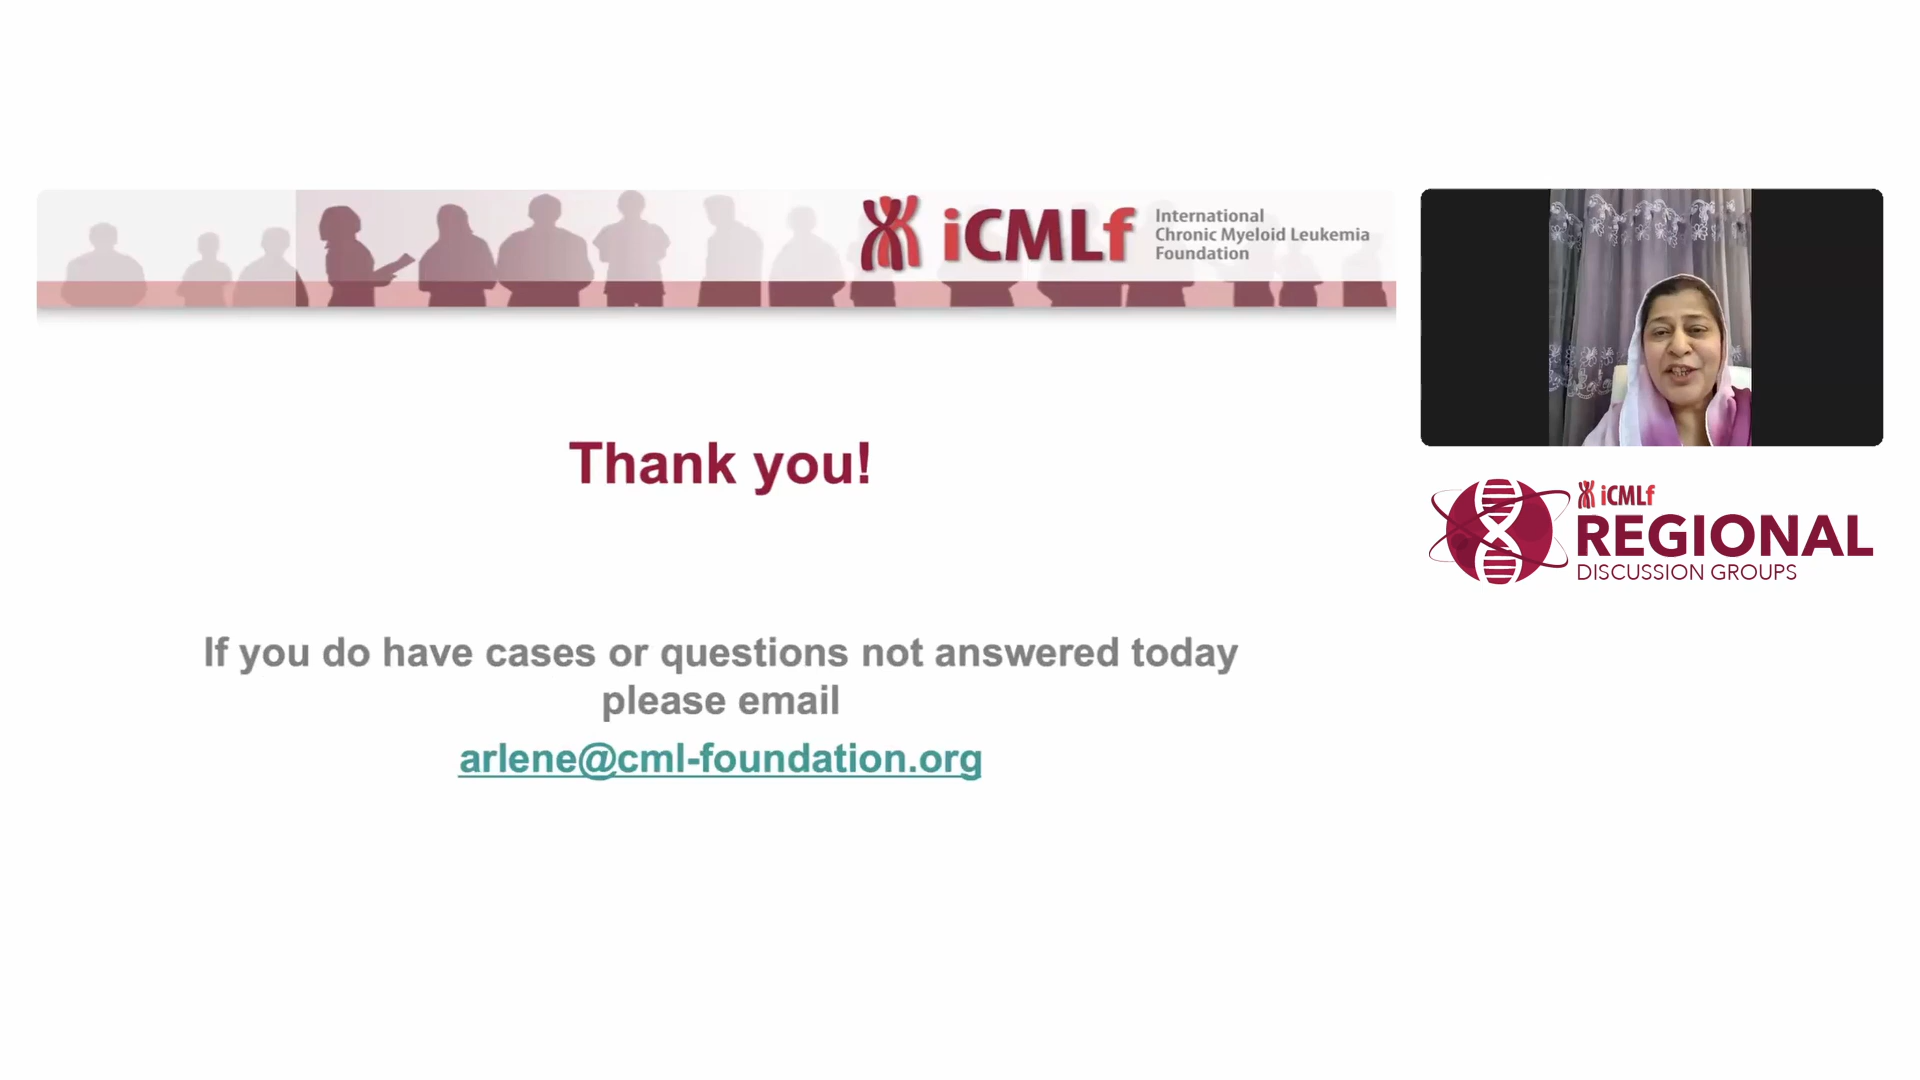 iCMLf
International
Chronic Myeloid Leukemia
Foundation
Thank you!
If you do have cases or questions not answered today
please email
arlene@cml-foundation.org
iCMLf
REGIONAL
DISCUSSION GROUPS